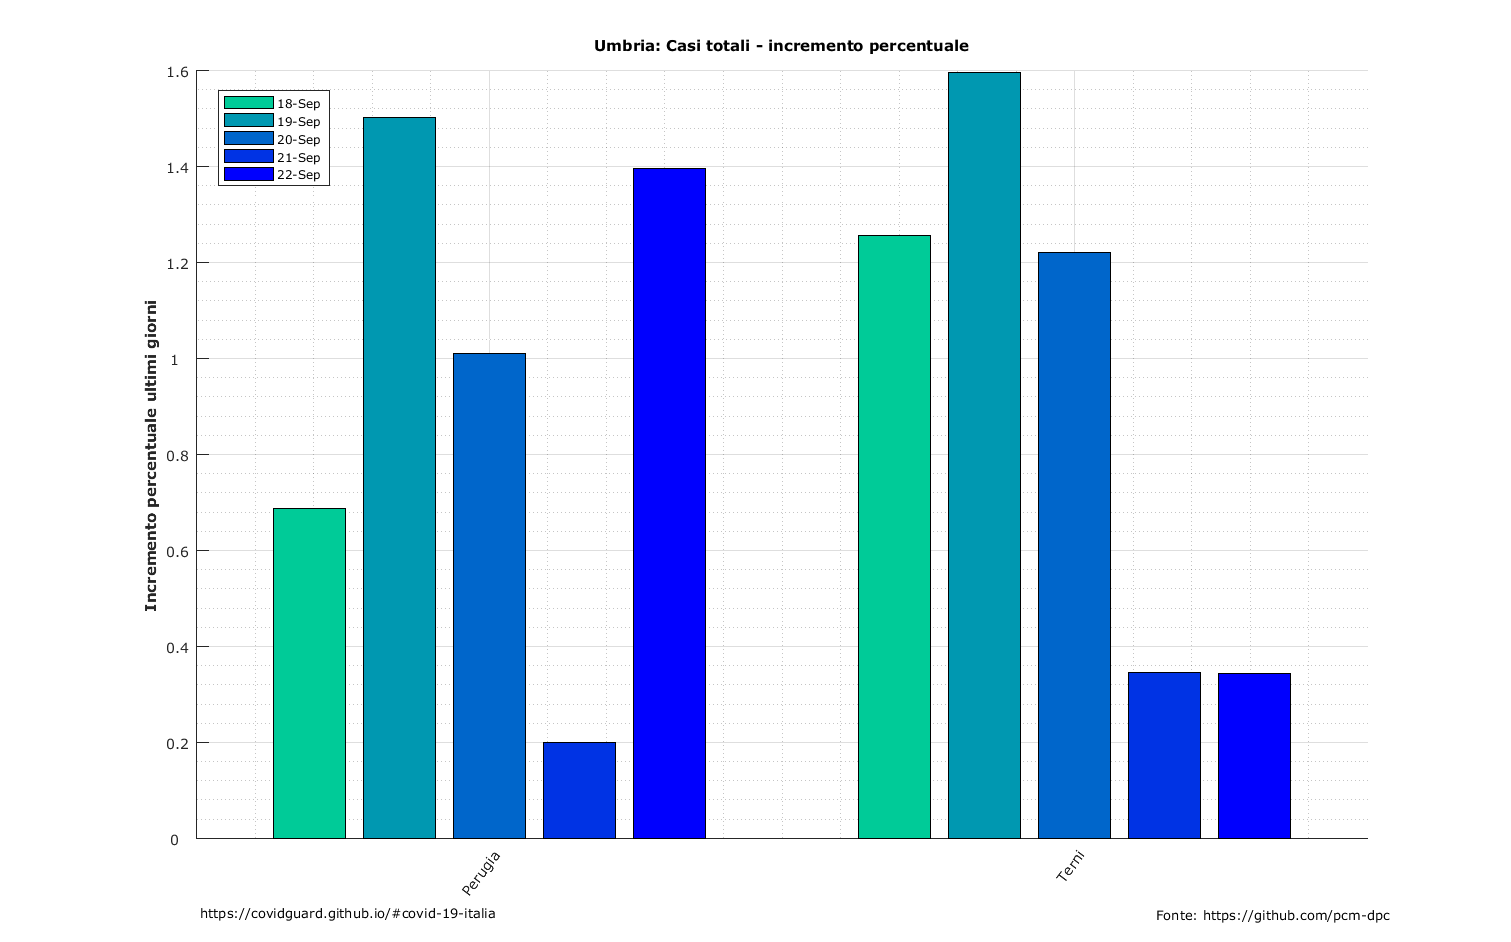 Umbria: Casi totali - incremento percentuale
18-Sep
19-Sep
20-Sep
21-Sep
22-Sep
Incremento percentuale ultimi giorni
1.6
1.4
1.2
1
0.8
0.6
0.4
0.2
0
Perugia
Terni
https://covidguard.github.io/#covid-19-italia
Fonte: https://github.com/pcm-dpc